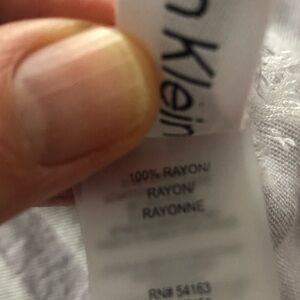 n Klein
100% RAYON/
RAYON/
RAYONNE
RN# 54163